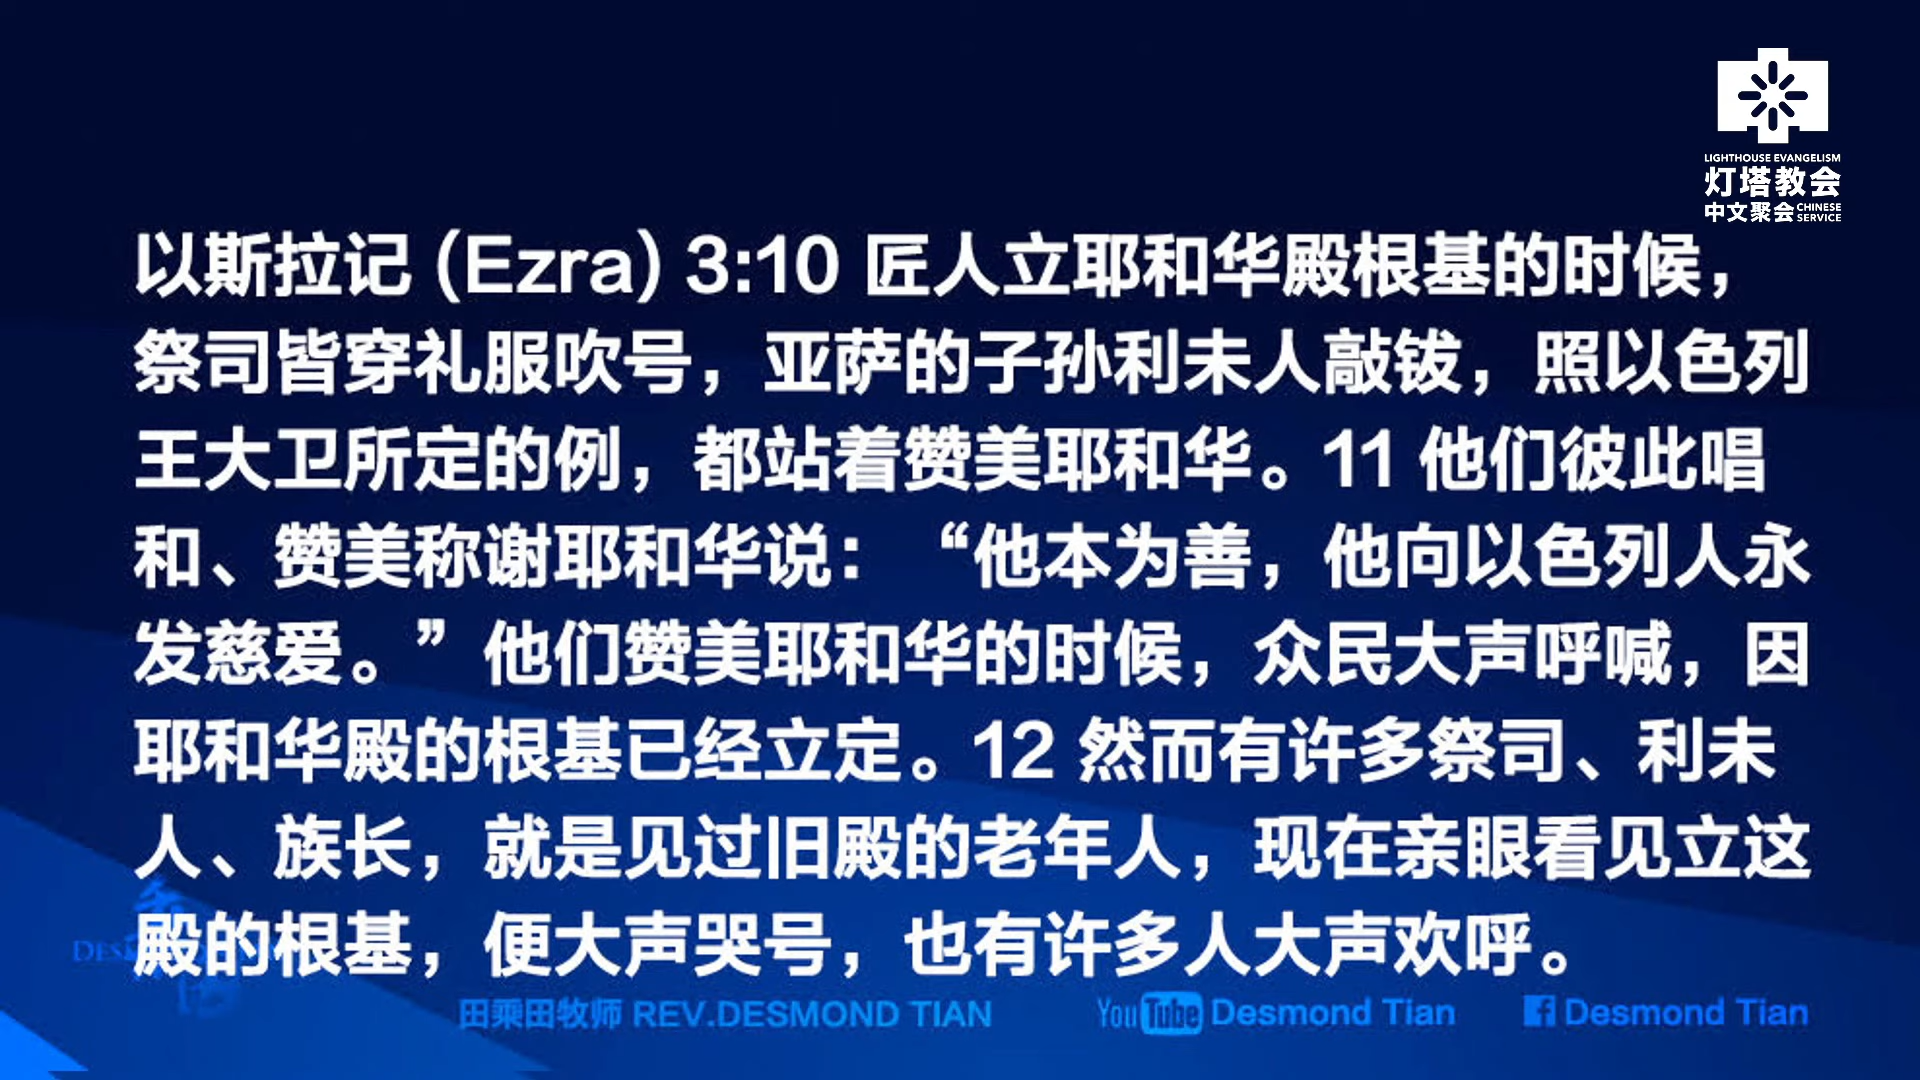 LIGHTHOUSE EVANGELISM
灯塔教会
中文聚会 CHINESE SERVICE
以斯拉记 (Ezra) 3:10 匠人立耶和华殿根基的时候，
祭司皆穿礼服吹号，亚萨的子孙利未人敲钹，照以色列
王大卫所定的例，都站着赞美耶和华。11 他们彼此唱
和、赞美称谢耶和华说：“他本为善，他向以色列人永
发慈爱。”他们赞美耶和华的时候，众民大声呼喊，因
耶和华殿的根基已经立定。12 然而有许多祭司、利未
人、族长，就是见过旧殿的老年人，现在亲眼看见立这
殿的根基，便大声哭号，也有许多人大声欢呼。
田乘田牧师 REV.DESMOND TIAN YouTube Desmond Tian f Desmond Tian